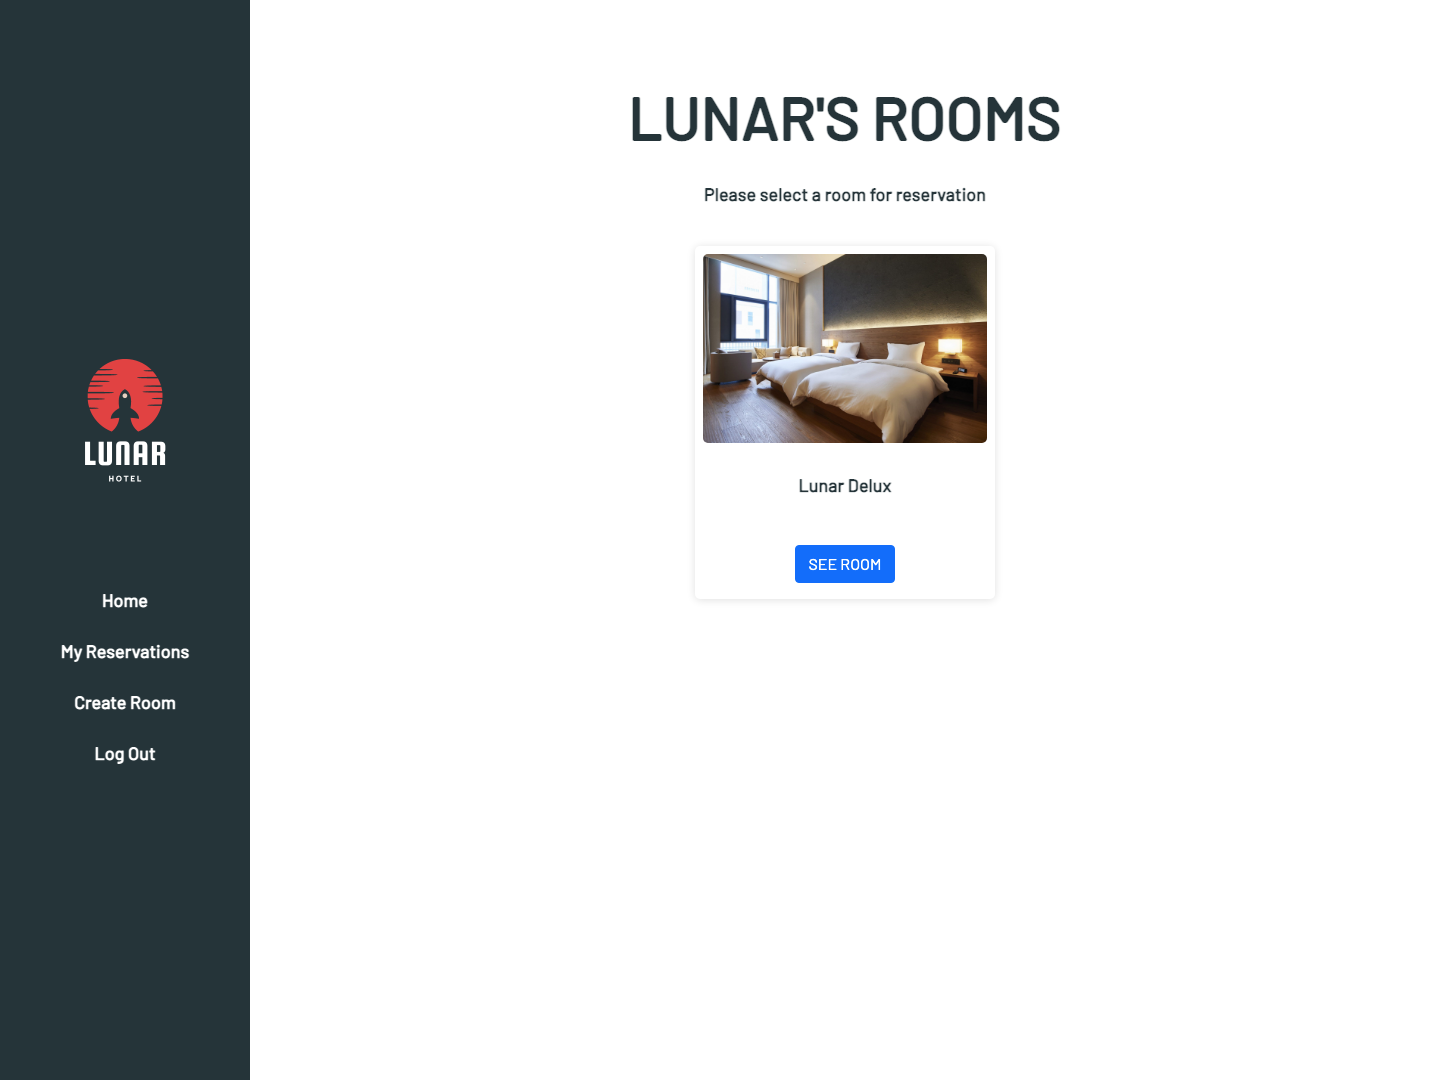 LUNAR
HOTEL
Home
My Reservations
Create Room
Log Out
LUNAR'S ROOMS
Please select a room for reservation
Lunar Delux
SEE ROOM